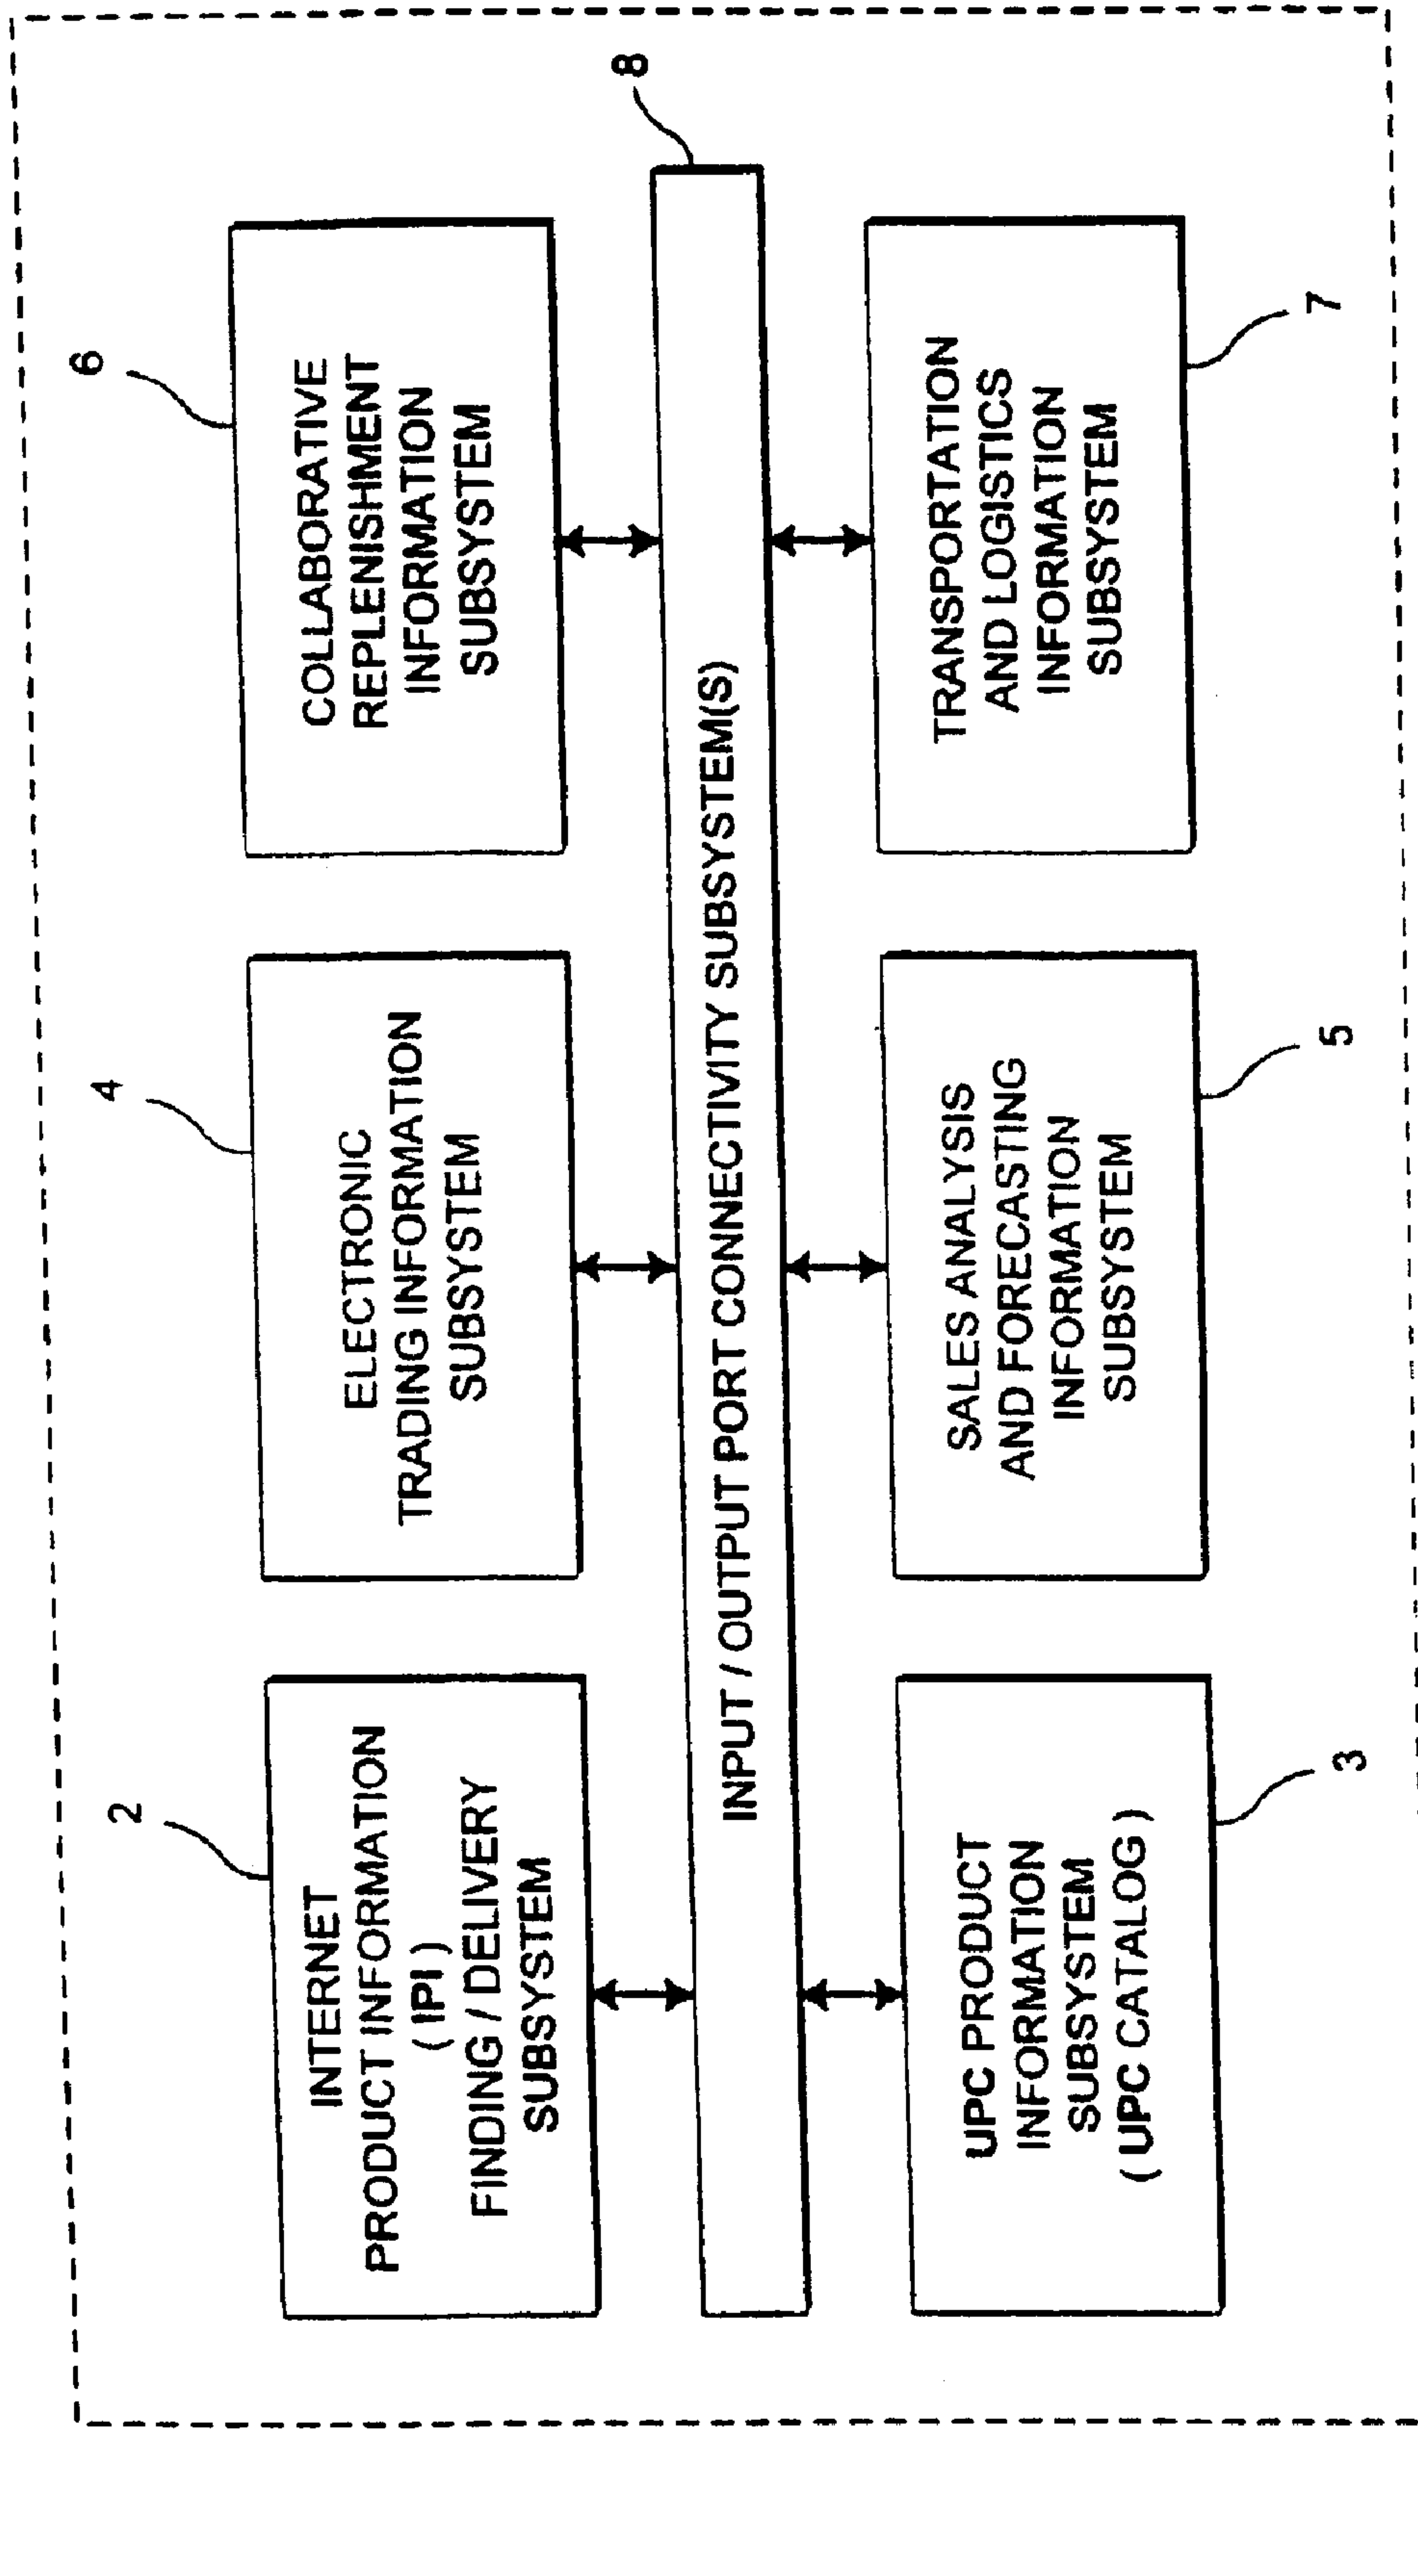 2
INTERNET
PRODUCT INFORMATION
( IPI )
FINDING / DELIVERY
SUBSYSTEM
4
ELECTRONIC
TRADING INFORMATION
SUBSYSTEM
6
COLLABORATIVE
REPLENISHMENT
INFORMATION
SUBSYSTEM
8
INPUT / OUTPUT PORT CONNECTIVITY SUBSYSTEM(S)
UPC PRODUCT
INFORMATION
SUBSYSTEM
( UPC CATALOG )
3
SALES ANALYSIS
AND FORECASTING
INFORMATION
SUBSYSTEM
5
TRANSPORTATION
AND LOGISTICS
INFORMATION
SUBSYSTEM
7